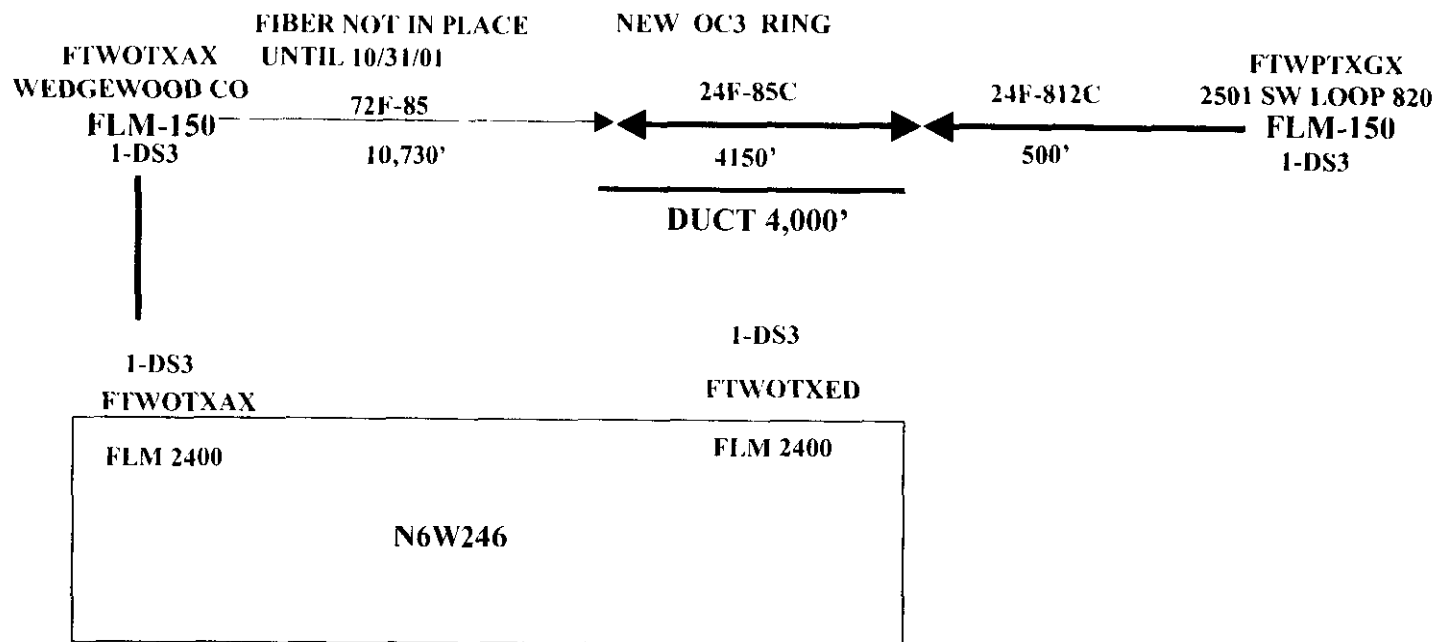 FIBER NOT IN PLACE
UNTIL 10/31/01
NEW OC3 RING
FTWOTXAX
WEDGEWOOD CO
FLM-150
1-DS3
72F-85
10,730'
24F-85C
4150'
DUCT 4,000'
24F-812C
500'
FTWPTXGX
2501 SW LOOP 820
FLM-150
1-DS3
1-DS3
FTWOTXAX
FLM 2400
1-DS3
FTWOTXED
FLM 2400
N6W246